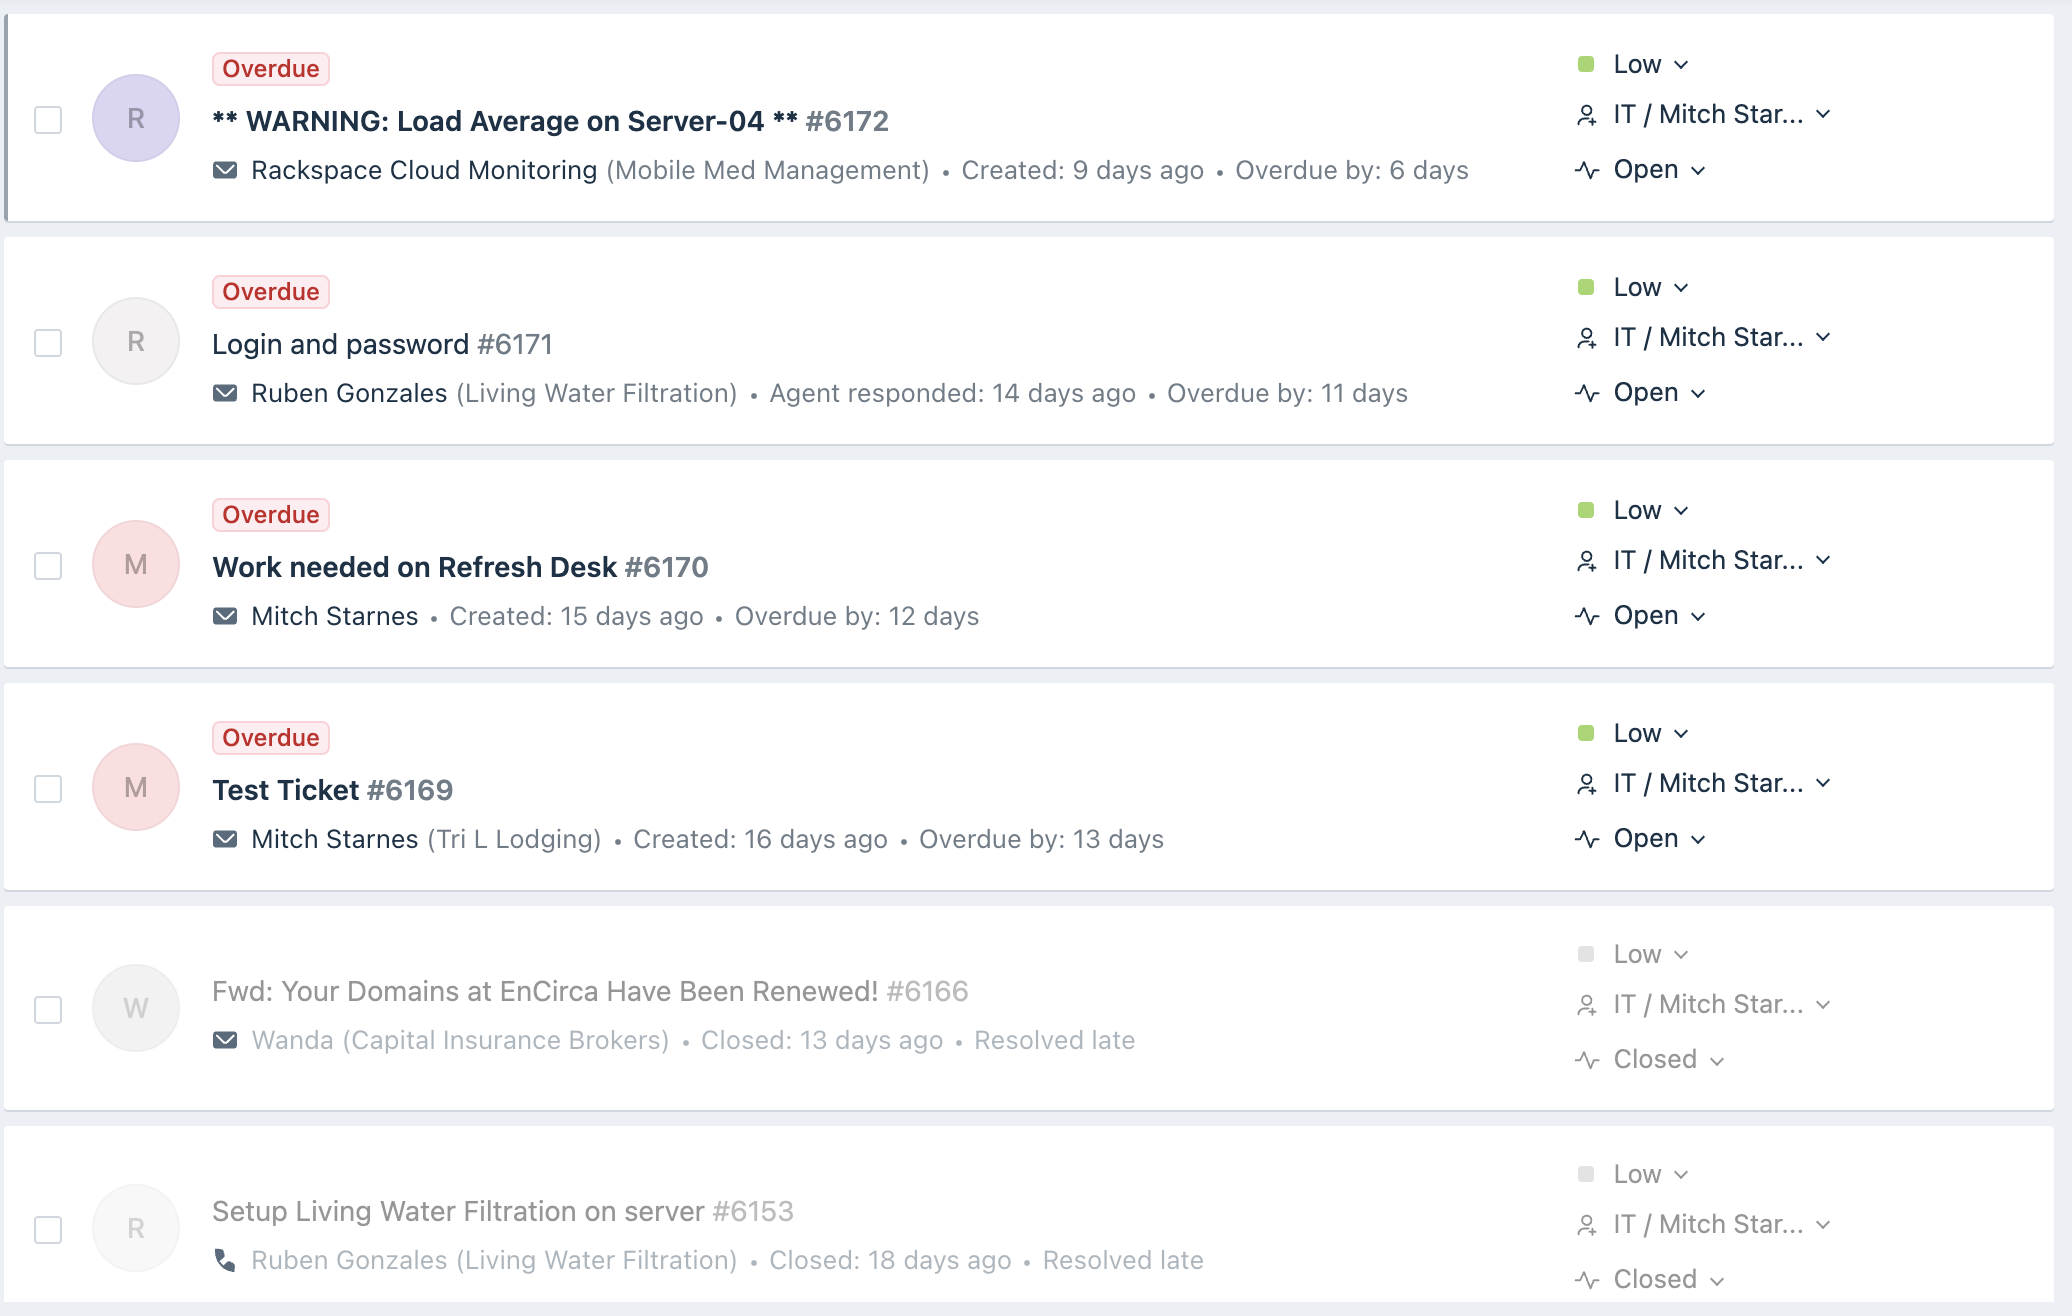 Overdue
Low
R
** WARNING: Load Average on Server-04 ** #6172
IT / Mitch Star...
Rackspace Cloud Monitoring (Mobile Med Management) • Created: 9 days ago • Overdue by: 6 days
Open
Overdue
Low
R
Login and password #6171
IT / Mitch Star...
Ruben Gonzales (Living Water Filtration) • Agent responded: 14 days ago • Overdue by: 11 days
Open
Overdue
Low
M
Work needed on Refresh Desk #6170
IT / Mitch Star...
Mitch Starnes • Created: 15 days ago • Overdue by: 12 days
Open
Overdue
Low
M
Test Ticket #6169
IT / Mitch Star...
Mitch Starnes (Tri L Lodging) • Created: 16 days ago • Overdue by: 13 days
Open
Low
W
Fwd: Your Domains at EnCirca Have Been Renewed! #6166
IT / Mitch Star...
Wanda (Capital Insurance Brokers) • Closed: 13 days ago • Resolved late
Closed
Low
R
Setup Living Water Filtration on server #6153
IT / Mitch Star...
Ruben Gonzales (Living Water Filtration) • Closed: 18 days ago • Resolved late
Closed